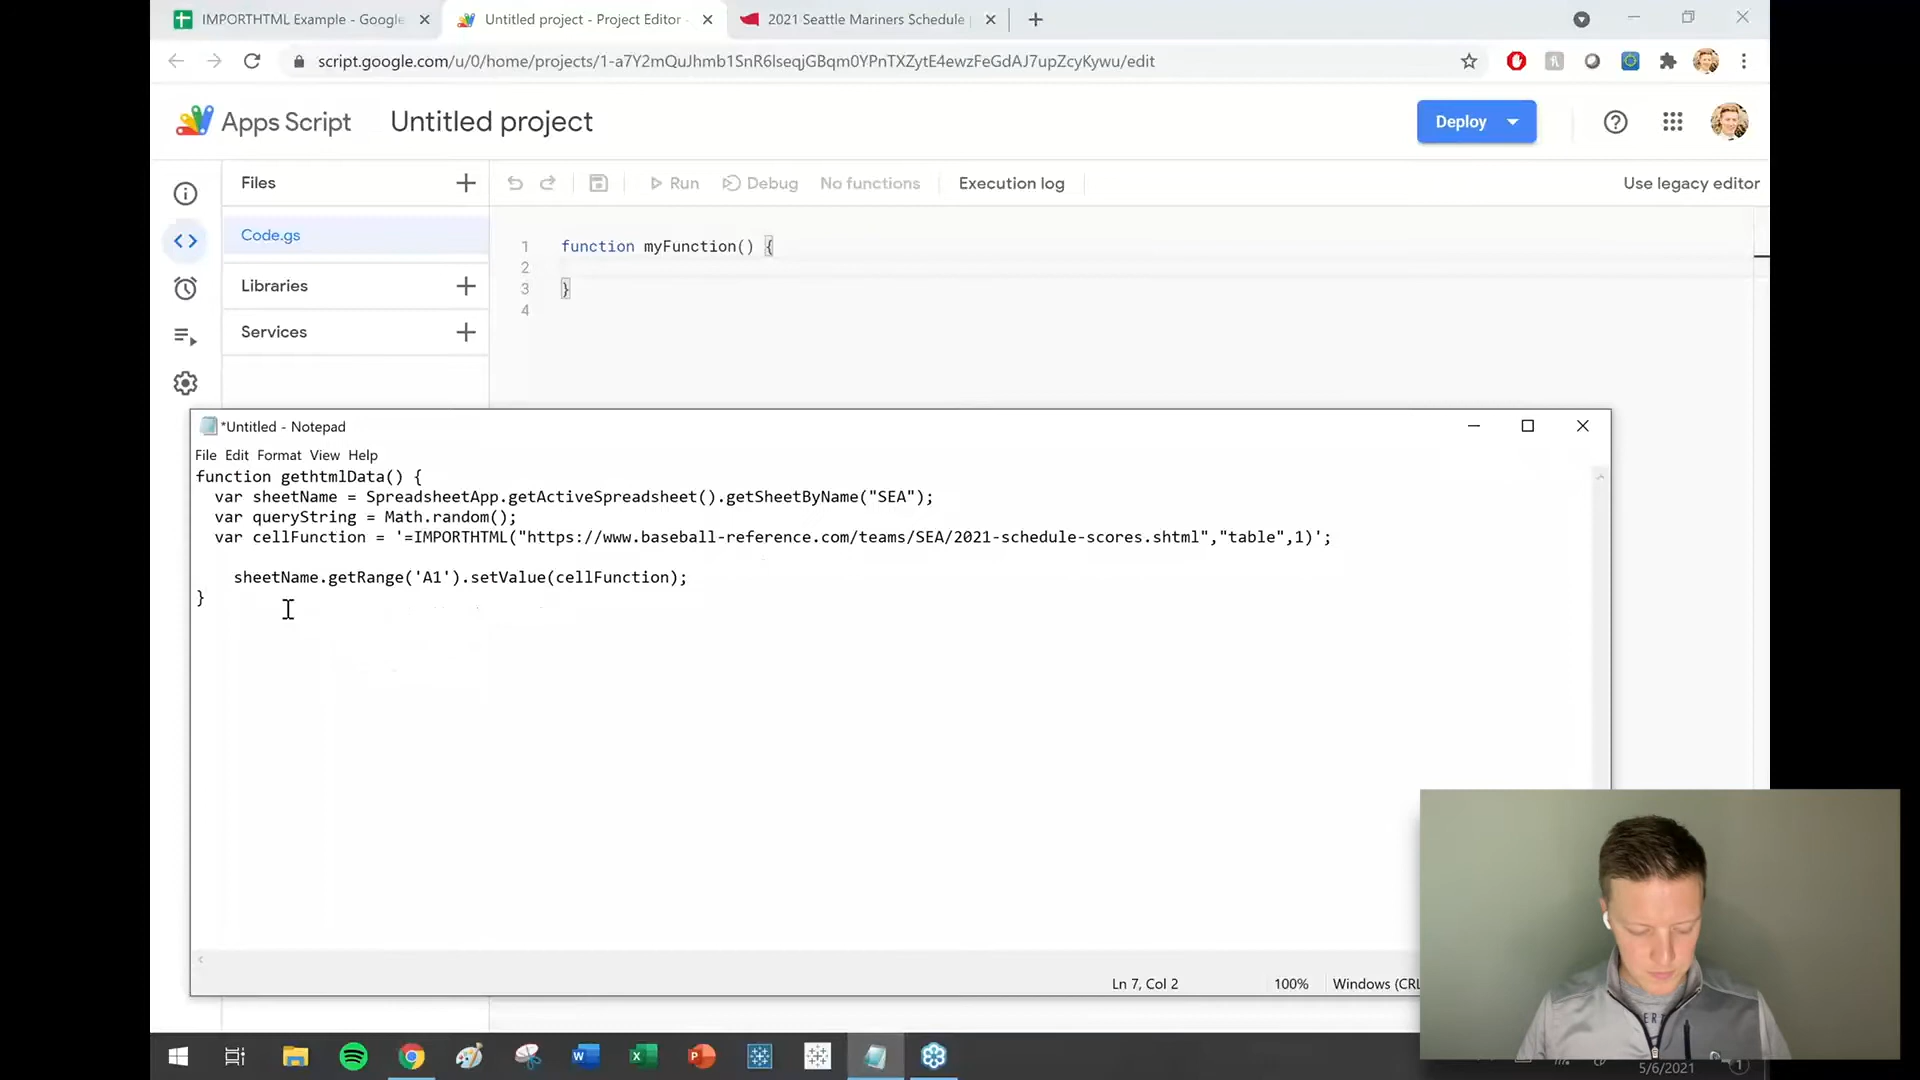 IMPORTHTML Example - Google
Untitled project - Project Editor -
2021 Seattle Mariners Schedule
script.google.com/u/0/home/projects/1-a7Y2mQuJhmb1SnR6lseqjGBqm0YPnTXZytE4ewzFeGdAJ7upZcyKywu/edit
Apps Script
Untitled project
Deploy
Files
Run
Debug
No functions
Execution log
Use legacy editor
Code.gs
Libraries
Services
1 function myFunction() {
2
3 }
4
*Untitled - Notepad
File Edit Format View Help
function gethtmlData() {
var sheetName = SpreadsheetApp.getActiveSpreadsheet().getSheetByName("SEA");
var queryString = Math.random();
var cellFunction = '=IMPORTHTML("https://www.baseball-reference.com/teams/SEA/2021-schedule-scores.shtml","table",1)';
sheetName.getRange('A1').setValue(cellFunction);
}
Ln 7, Col 2
100%
Windows (CRL
5/6/2021
1